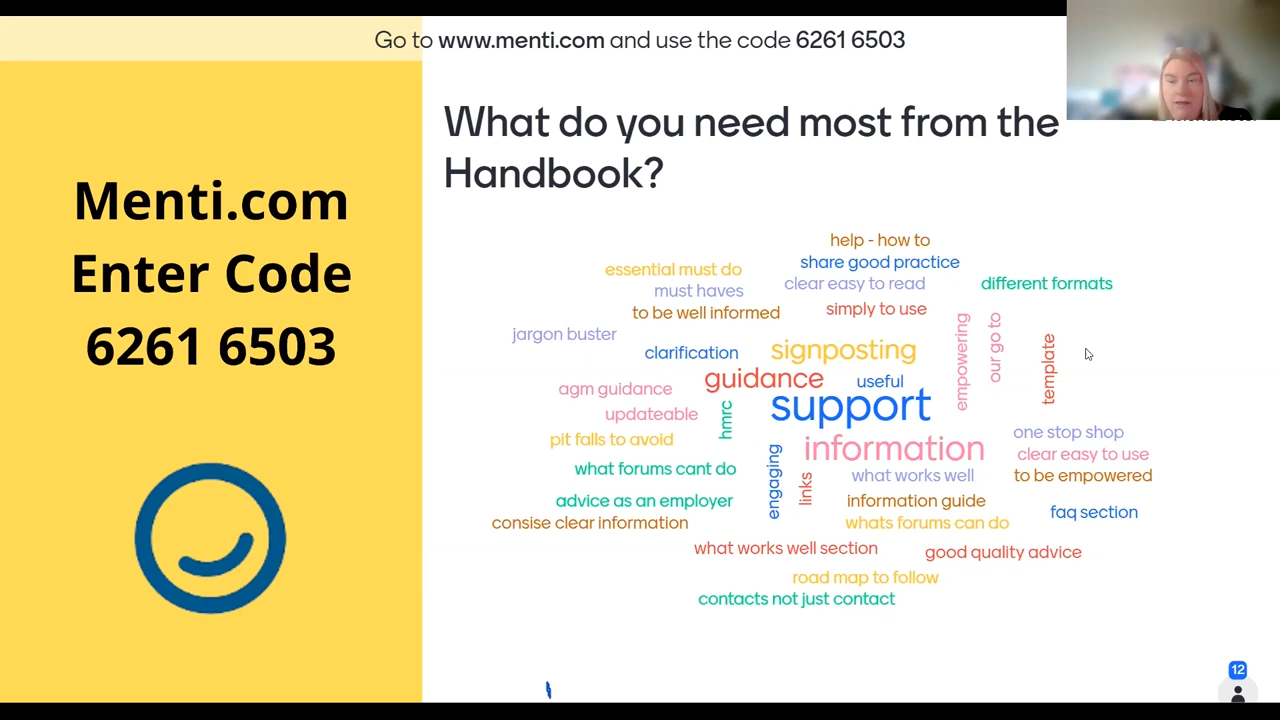 Go to www.menti.com and use the code 6261 6503
Menti.com
Enter Code
6261 6503
What do you need most from the
Handbook?
help - how to
share good practice
essential must do
clear easy to read
different formats
must haves
to be well informed
simply to use
jargon buster
clarification
signposting
empowering
our go to
template
guidance
useful
agm guidance
support
updateable
hmrc
pit falls to avoid
information
one stop shop
clear easy to use
what forums cant do
engaging
links
what works well
to be empowered
advice as an employer
information guide
faq section
consise clear information
whats forums can do
what works well section
good quality advice
road map to follow
contacts not just contact
12